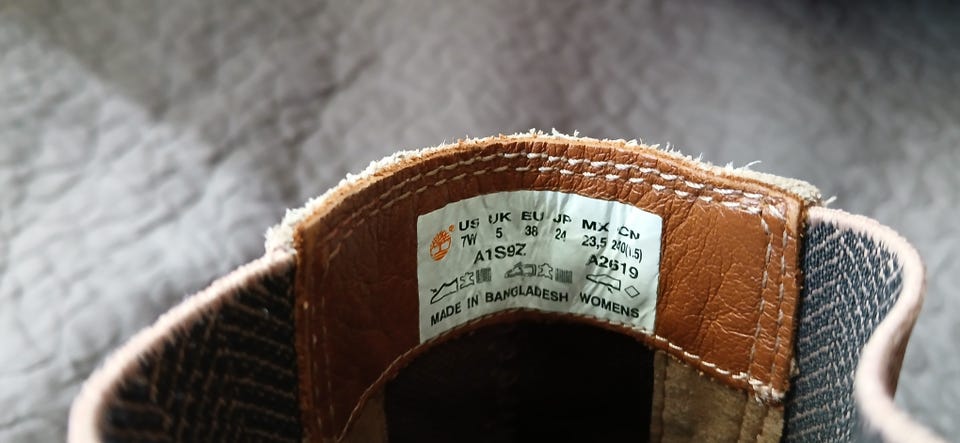 US UK EU JP MX CN
7W 5 38 24 23,5 240(1.5)
A1S9Z A2619
MADE IN BANGLADESH WOMENS